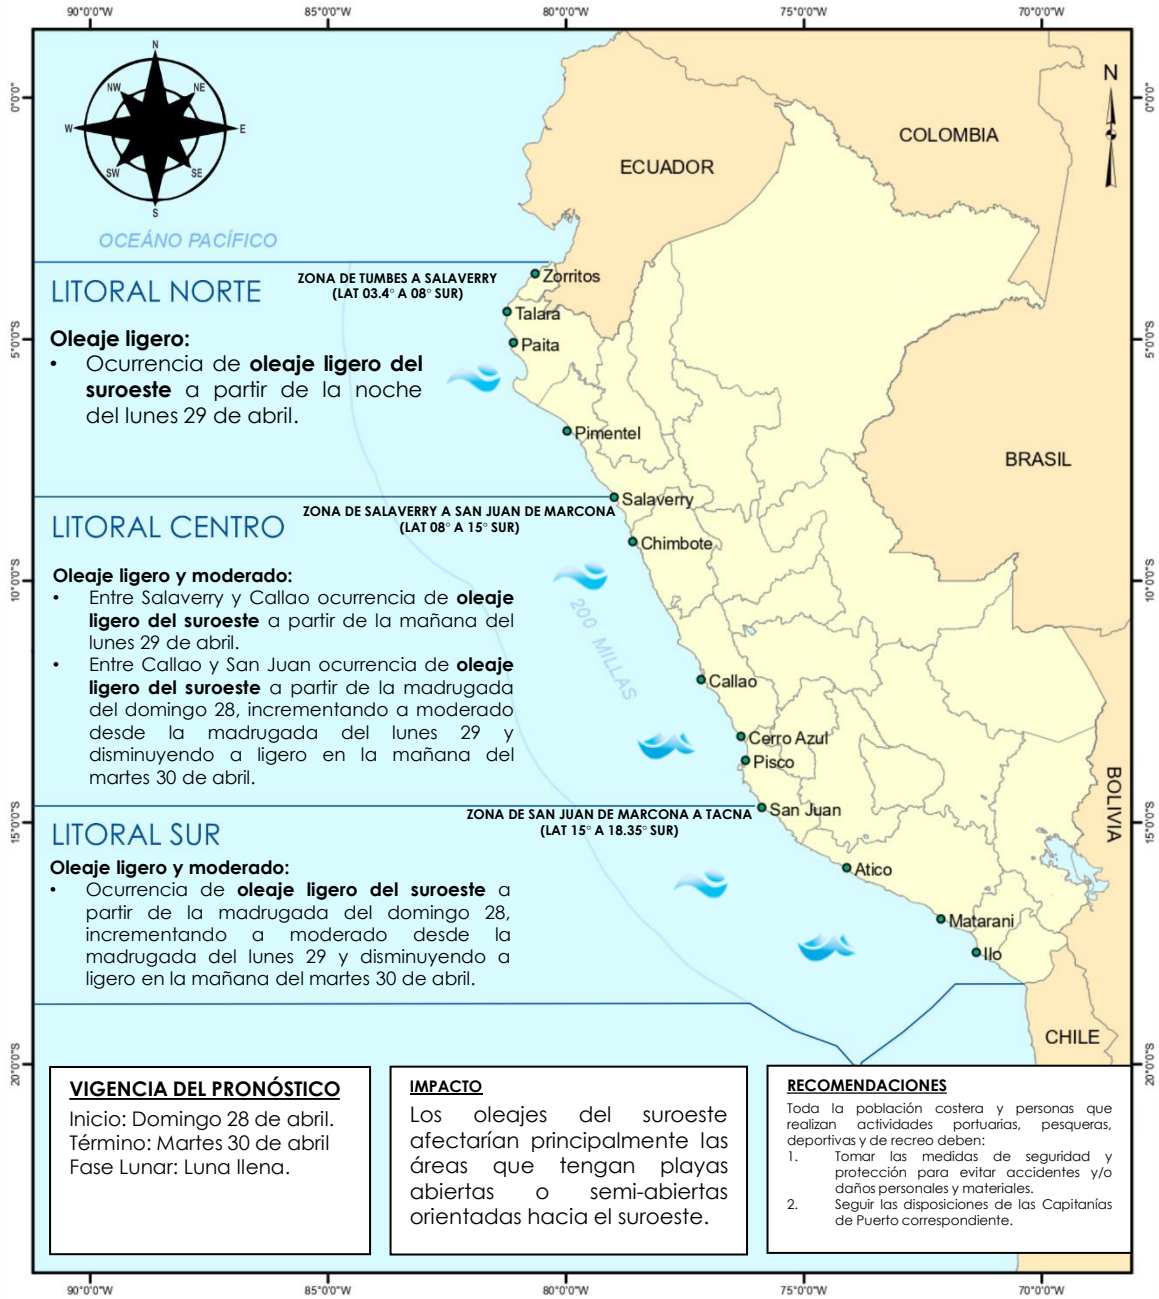 90°0'0"W 85°0'0"W 80°0'0"W 75°0'0"W 70°0'0"W
0°0'0"
5°0'0"S
10°0'0"S
15°0'0"S
20°0'0"S
0°0'0"
5°0'0"S
10°0'0"S
15°0'0"S
20°0'0"S
N
NE
E
SE
S
SW
W
NW
N
OCEÁNO PACÍFICO
COLOMBIA
ECUADOR
BRASIL
BOLIVIA
CHILE
LITORAL NORTE
ZONA DE TUMBES A SALAVERRY
(LAT 03.4° A 08° SUR)
Oleaje ligero:
• Ocurrencia de oleaje ligero del
suroeste a partir de la noche
del lunes 29 de abril.
Zorritos
Talara
Paita
Pimentel
Salaverry
Chimbote
Callao
Cerro Azul
Pisco
San Juan
Atico
Matarani
Ilo
200 MILLAS
LITORAL CENTRO
ZONA DE SALAVERRY A SAN JUAN DE MARCONA
(LAT 08° A 15° SUR)
Oleaje ligero y moderado:
• Entre Salaverry y Callao ocurrencia de oleaje
ligero del suroeste a partir de la mañana del
lunes 29 de abril.
• Entre Callao y San Juan ocurrencia de oleaje
ligero del suroeste a partir de la madrugada
del domingo 28, incrementando a moderado
desde la madrugada del lunes 29 y
disminuyendo a ligero en la mañana del
martes 30 de abril.
LITORAL SUR
ZONA DE SAN JUAN DE MARCONA A TACNA
(LAT 15° A 18.35° SUR)
Oleaje ligero y moderado:
• Ocurrencia de oleaje ligero del suroeste a
partir de la madrugada del domingo 28,
incrementando a moderado desde la
madrugada del lunes 29 y disminuyendo a
ligero en la mañana del martes 30 de abril.
VIGENCIA DEL PRONÓSTICO
Inicio: Domingo 28 de abril.
Término: Martes 30 de abril
Fase Lunar: Luna llena.
IMPACTO
Los oleajes del suroeste
afectarían principalmente las
áreas que tengan playas
abiertas o semi-abiertas
orientadas hacia el suroeste.
RECOMENDACIONES
Toda la población costera y personas que
realizan actividades portuarias, pesqueras,
deportivas y de recreo deben:
1. Tomar las medidas de seguridad y
protección para evitar accidentes y/o
daños personales y materiales.
2. Seguir las disposiciones de las Capitanías
de Puerto correspondiente.
90°0'0"W 85°0'0"W 80°0'0"W 75°0'0"W 70°0'0"W